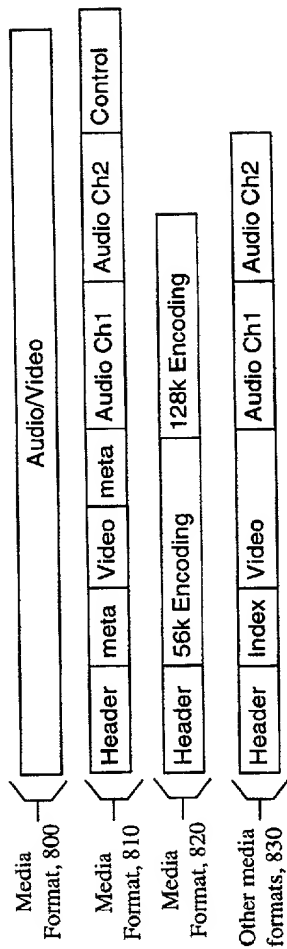 Media
Format, 800
Audio/Video
Media
Format, 810
Header meta Video meta Audio Ch1 Audio Ch2 Control
Media
Format, 820
Header 56k Encoding 128k Encoding
Other media
formats, 830
Header Index Video Audio Ch1 Audio Ch2